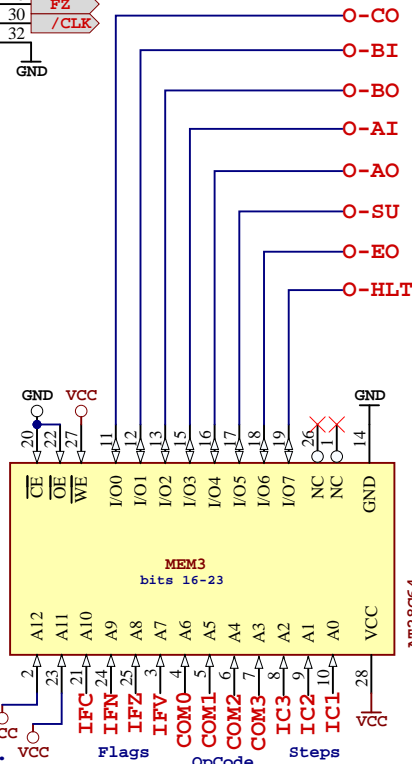 FZ
30
/CLK
32
GND
O-CO
O-BI
O-BO
O-AI
O-AO
O-SU
O-EO
O-HLT
GND VCC GND
20 22 27 11 12 13 15 16 17 18 19 26 1 14
CE OE WE I/O0 I/O1 I/O2 I/O3 I/O4 I/O5 I/O6 I/O7 NC NC GND
MEM3
bits 16-23
A12 A11 A10 A9 A8 A7 A6 A5 A4 A3 A2 A1 A0 VCC
2 23 21 24 25 3 4 5 6 7 8 9 10 28
IFC IFN IFZ IFV COM0 COM1 COM2 COM3 IC3 IC2 IC1
VCC
VCC
Flags Steps
OpCode